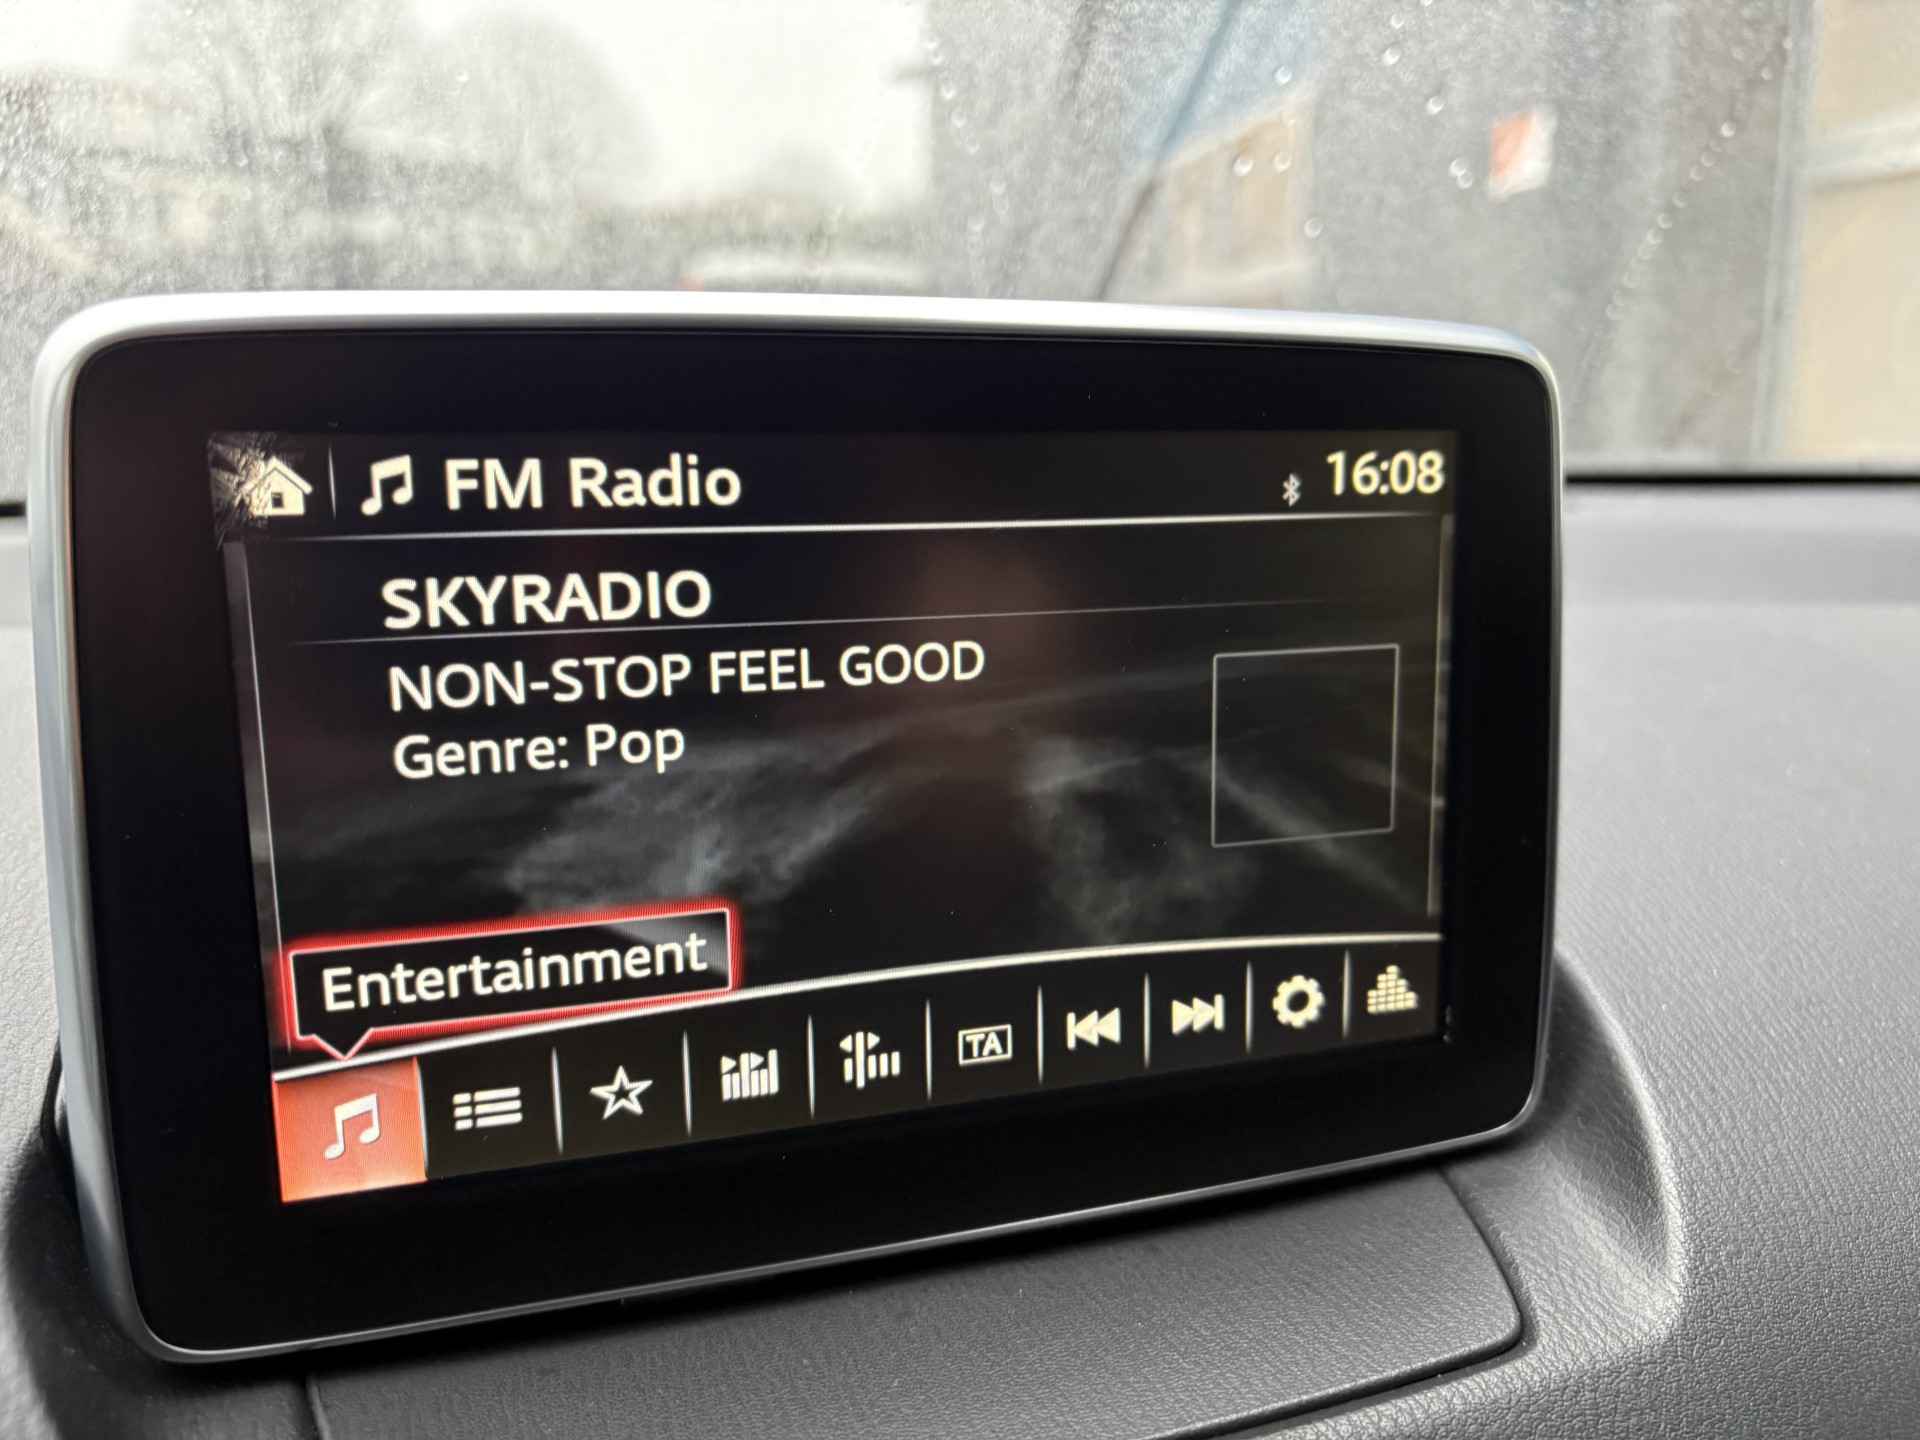 FM Radio
16:08
SKYRADIO
NON-STOP FEEL GOOD
Genre: Pop
Entertainment
TA